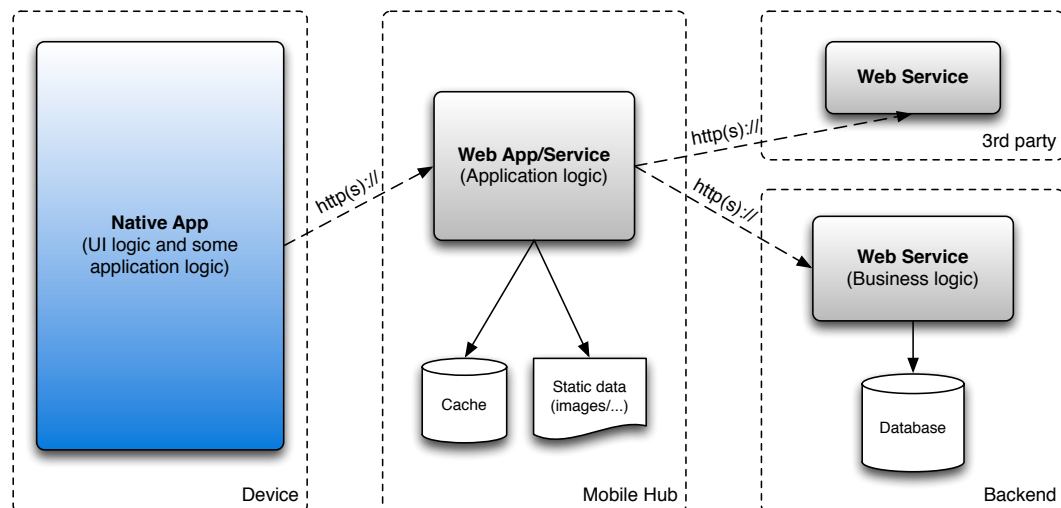 Native App
(UI logic and some
application logic)
Device
http(s)://
Web App/Service
(Application logic)
Cache
Static data
(images/...)
Mobile Hub
http(s)://
http(s)://
Web Service
3rd party
Web Service
(Business logic)
Database
Backend